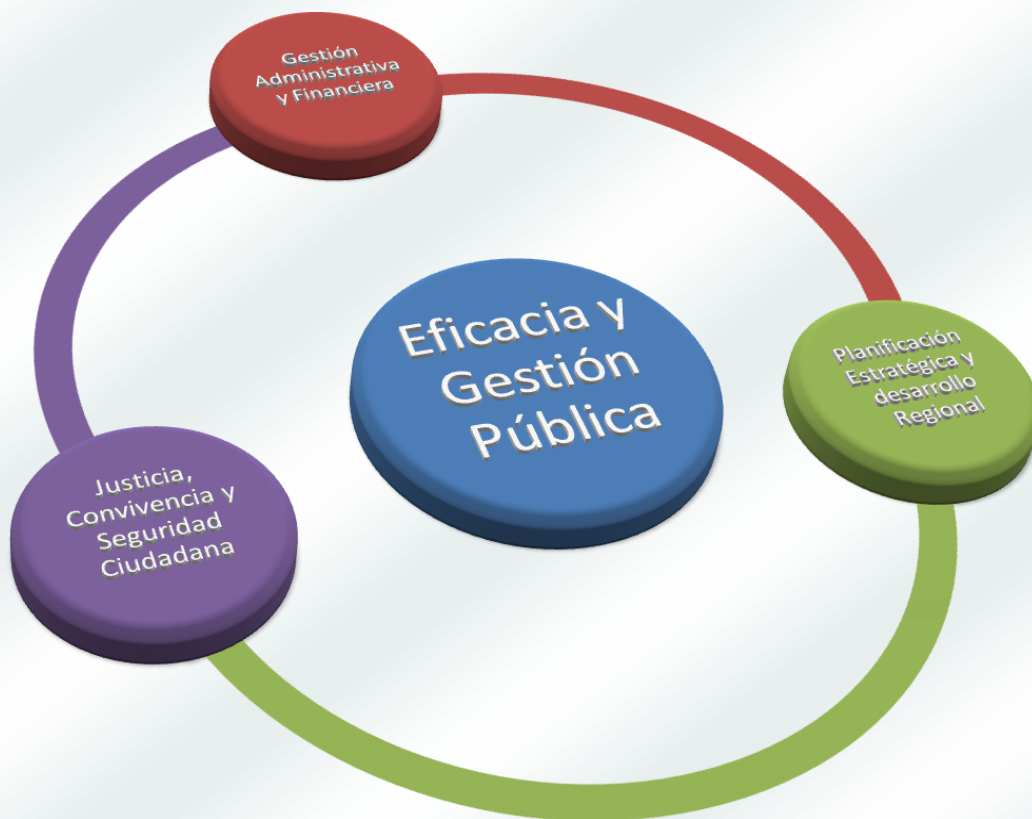 Gestión
Administrativa
y Financiera
Eficacia y
Gestión
Pública
Planificación
Estratégica y
desarrollo
Regional
Justicia,
Convivencia y
Seguridad
Ciudadana